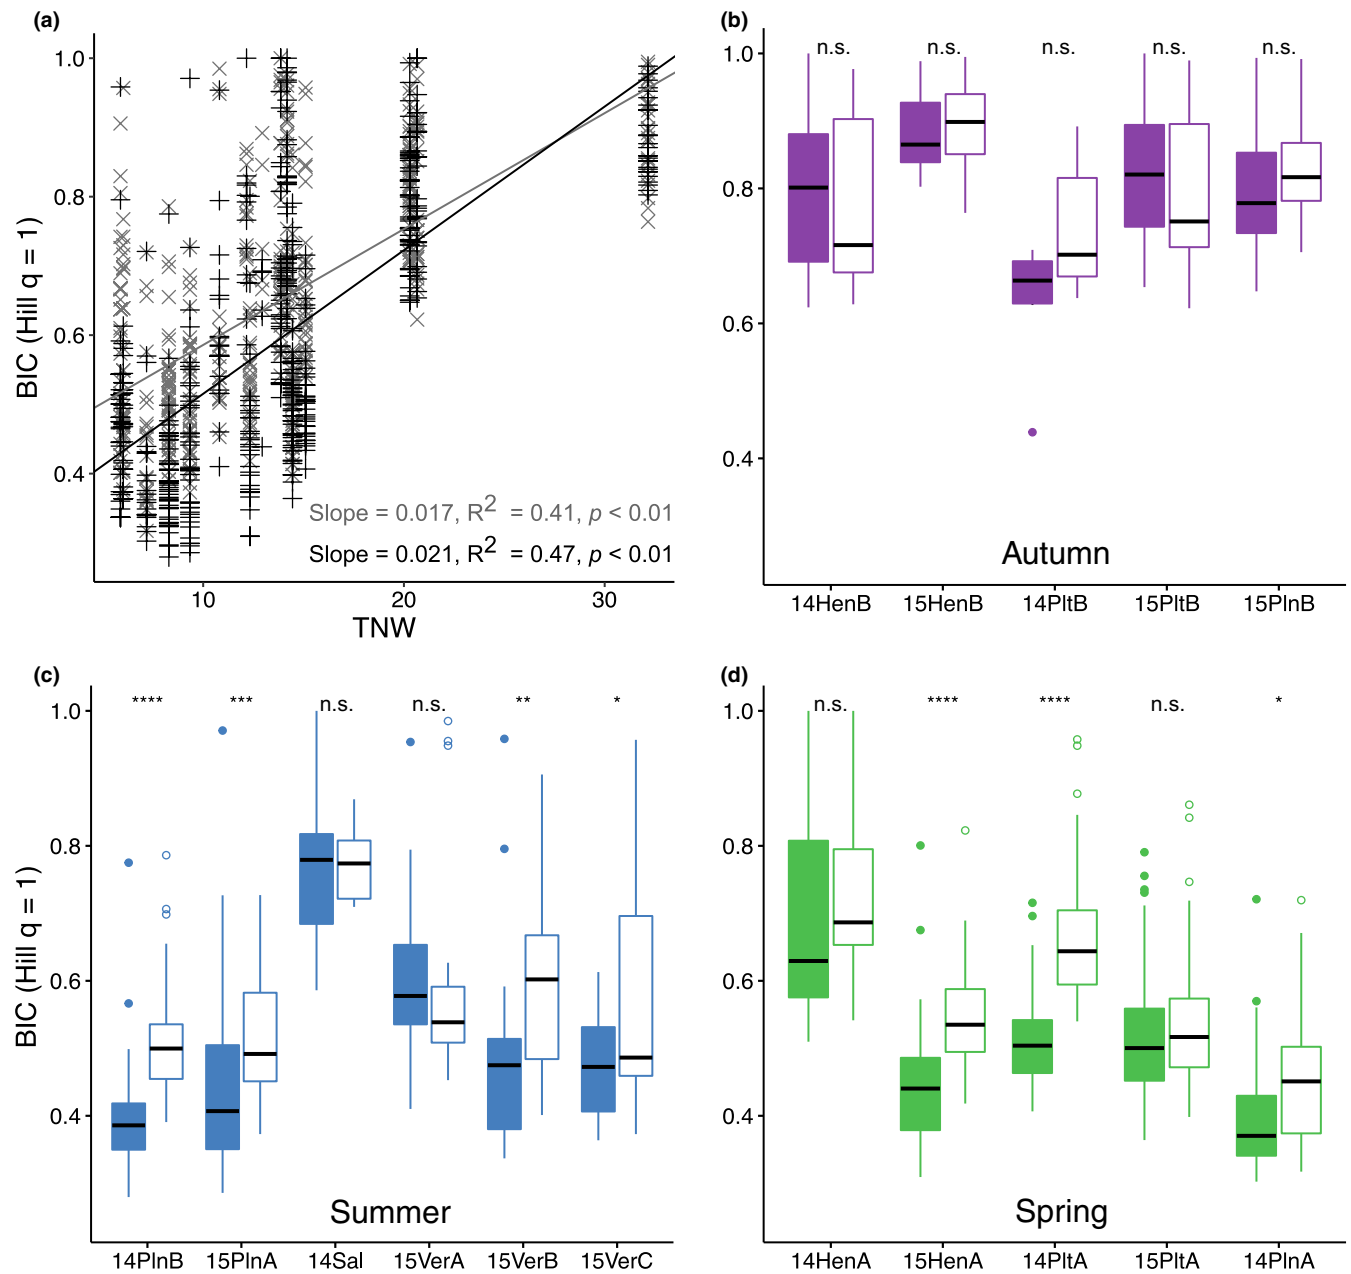 (a)
1.0
0.8
0.6
0.4
BIC (Hill q = 1)
Slope = 0.017, R2 = 0.41, p < 0.01
Slope = 0.021, R2 = 0.47, p < 0.01
10 20 30
TNW
(b)
n.s. n.s. n.s. n.s. n.s.
1.0
0.8
0.6
0.4
Autumn
14HenB 15HenB 14PltB 15PltB 15PlnB
(c)
**** *** n.s. n.s. ** *
1.0
0.8
0.6
0.4
BIC (Hill q = 1)
Summer
14PlnB 15PlnA 14Sal 15VerA 15VerB 15VerC
(d)
n.s. **** **** n.s. *
1.0
0.8
0.6
0.4
Spring
14HenA 15HenA 14PltA 15PltA 14PlnA